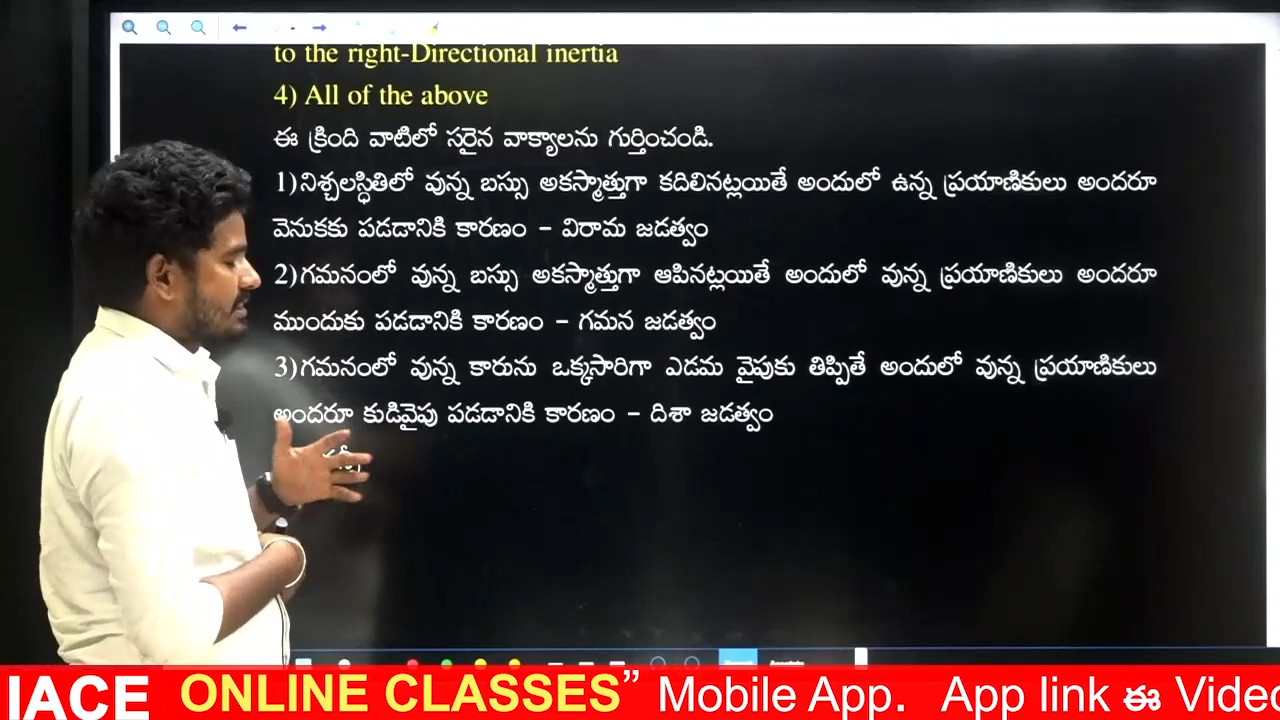 to the right-Directional inertia
4) All of the above
ఈ క్రింది వాటిలో సరైన వాక్యాలను గుర్తించండి.
1)నిశ్చలస్థితిలో వున్న బస్సు అకస్మాత్తుగా కదిలినట్లయితే అందులో ఉన్న ప్రయాణికులు అందరూ
వెనుకకు పడడానికి కారణం - విరామ జడత్వం
2)గమనంలో వున్న బస్సు అకస్మాత్తుగా ఆపినట్లయితే అందులో వున్న ప్రయాణికులు అందరూ
ముందుకు పడడానికి కారణం - గమన జడత్వం
3)గమనంలో వున్న కారును ఒక్కసారిగా ఎడమ వైపుకు తిప్పితే అందులో వున్న ప్రయాణికులు
అందరూ కుడివైపు పడడానికి కారణం - దిశా జడత్వం
IACE ONLINE CLASSES” Mobile App. App link ఈ Video